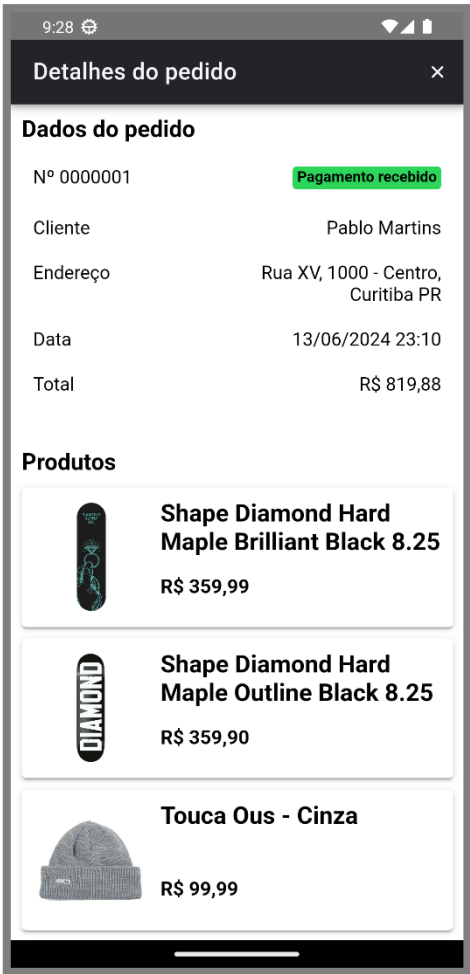 9:28
Detalhes do pedido
Dados do pedido
Nº 0000001 Pagamento recebido
Cliente Pablo Martins
Endereço Rua XV, 1000 - Centro,
Curitiba PR
Data 13/06/2024 23:10
Total R$ 819,88
Produtos
Shape Diamond Hard
Maple Brilliant Black 8.25
R$ 359,99
DIAMOND
Shape Diamond Hard
Maple Outline Black 8.25
R$ 359,90
Touca Ous - Cinza
R$ 99,99